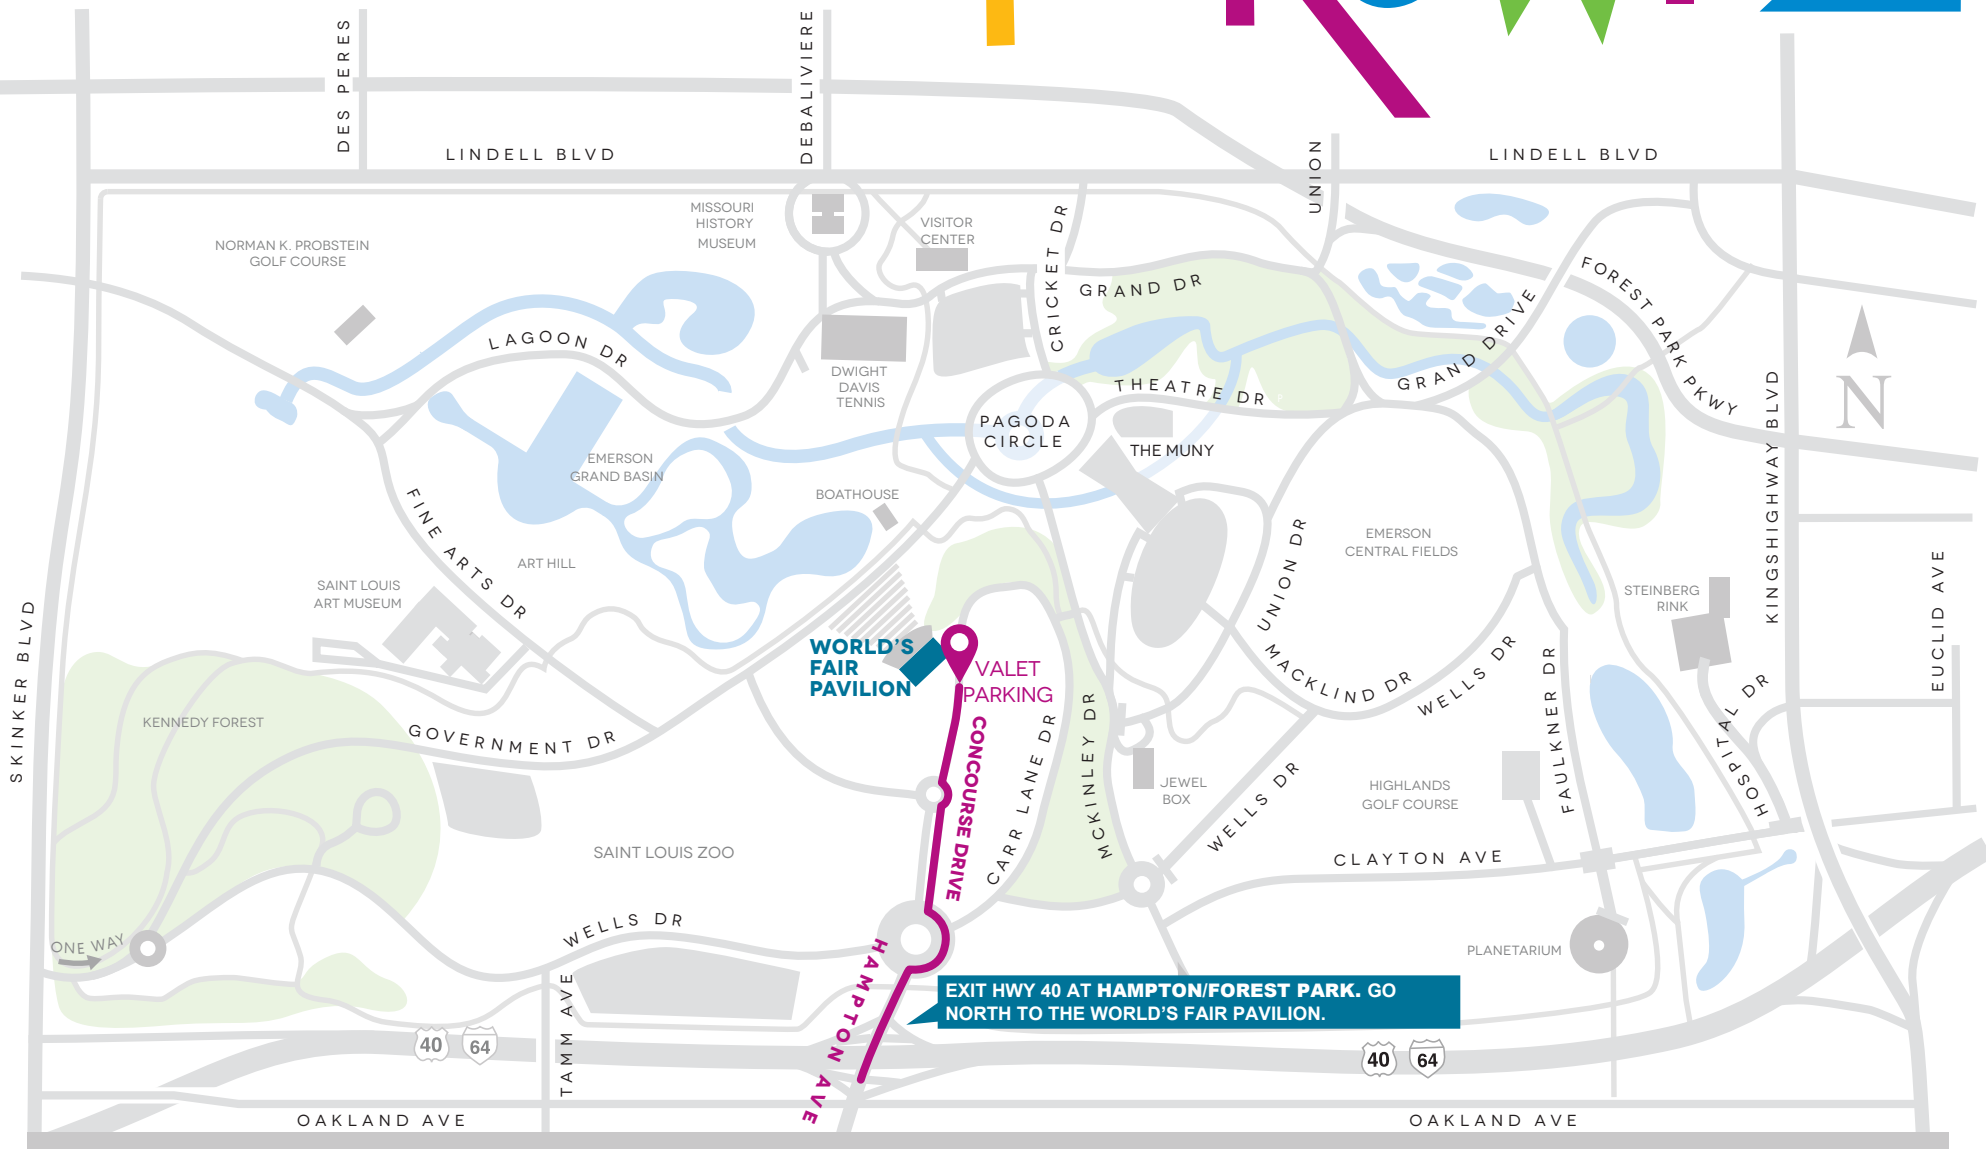 DES PERES
DEBALIVIERE
LINDELL BLVD
UNION
LINDELL BLVD
MISSOURI
HISTORY
MUSEUM
VISITOR
CENTER
CRICKET DR
NORMAN K. PROBSTEIN
GOLF COURSE
GRAND DR
FOREST PARK PKWY
LAGOON DR
GRAND DRIVE
DWIGHT
DAVIS
TENNIS
THEATRE DR
KINGSHIGHWAY BLVD
N
PAGODA
CIRCLE
THE MUNY
EMERSON
GRAND BASIN
BOATHOUSE
FINE ARTS DR
ART HILL
UNION DR
EMERSON
CENTRAL FIELDS
SAINT LOUIS
ART MUSEUM
STEINBERG
RINK
EUCLID AVE
SKINKER BLVD
WORLD'S
FAIR
PAVILION
VALET
PARKING
MACKLIND DR
WELLS DR
FAULKNER DR
HOSPITAL DR
KENNEDY FOREST
GOVERNMENT DR
CONCOURSE DRIVE
CARR LANE DR
MCKINLEY DR
JEWEL
BOX
WELLS DR
HIGHLANDS
GOLF COURSE
SAINT LOUIS ZOO
CLAYTON AVE
WELLS DR
ONE WAY
PLANETARIUM
HAMPTON AVE
EXIT HWY 40 AT HAMPTON/FOREST PARK. GO
NORTH TO THE WORLD'S FAIR PAVILION.
TAMM AVE
40
64
40
64
OAKLAND AVE
OAKLAND AVE